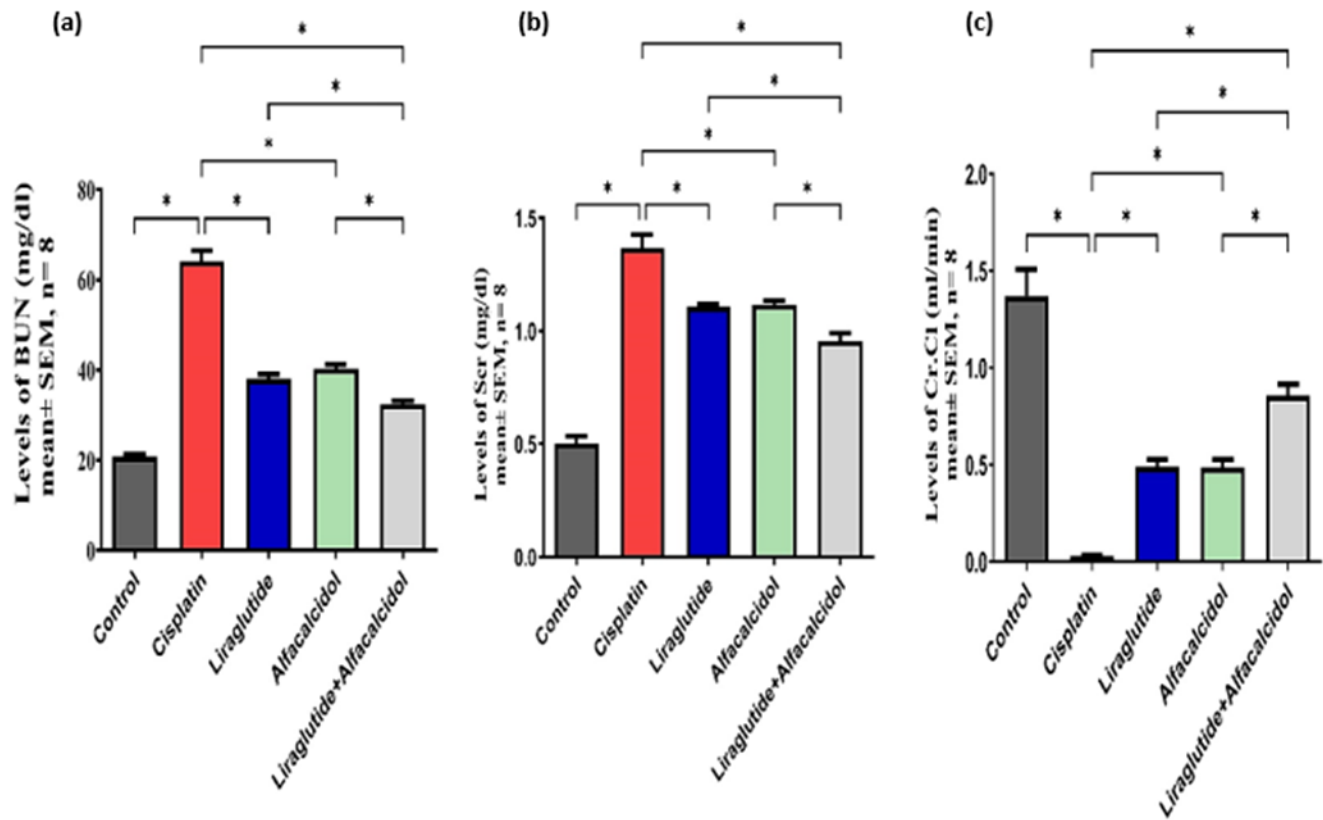 (a)
*
*
*
*
*
*
Levels of BUN (mg/dl)
mean± SEM, n= 8
80
60
40
20
0
Control
Cisplatin
Liraglutide
Alfacalcidol
Liraglutide+Alfacalcidol
(b)
*
*
*
*
*
*
Levels of Scr (mg/dl)
mean± SEM, n= 8
1.5
1.0
0.5
0.0
Control
Cisplatin
Liraglutide
Alfacalcidol
Liraglutide+Alfacalcidol
(c)
*
*
*
*
*
*
Levels of Cr.Cl (ml/min)
mean± SEM, n= 8
2.0
1.5
1.0
0.5
0.0
Control
Cisplatin
Liraglutide
Alfacalcidol
Liraglutide+Alfacalcidol